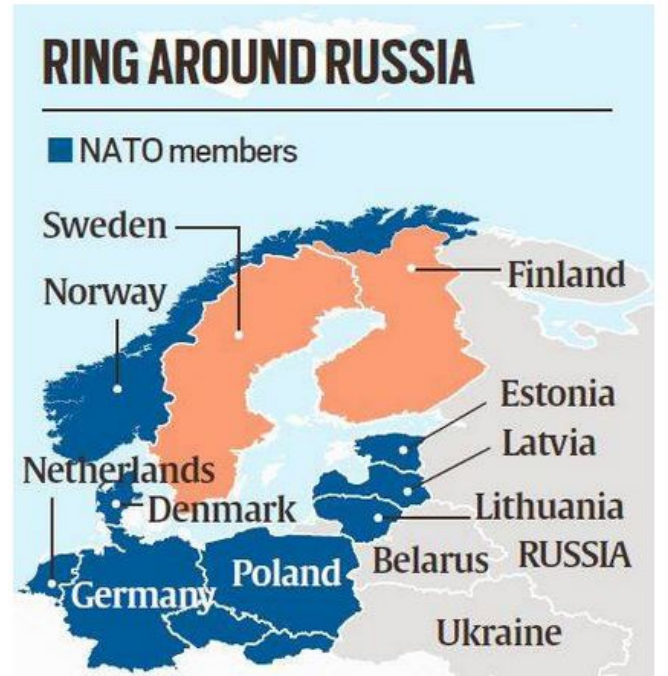 RING AROUND RUSSIA
NATO members
Sweden
Norway
Finland
Estonia
Latvia
Netherlands
Denmark
Lithuania
Belarus
RUSSIA
Poland
Germany
Ukraine